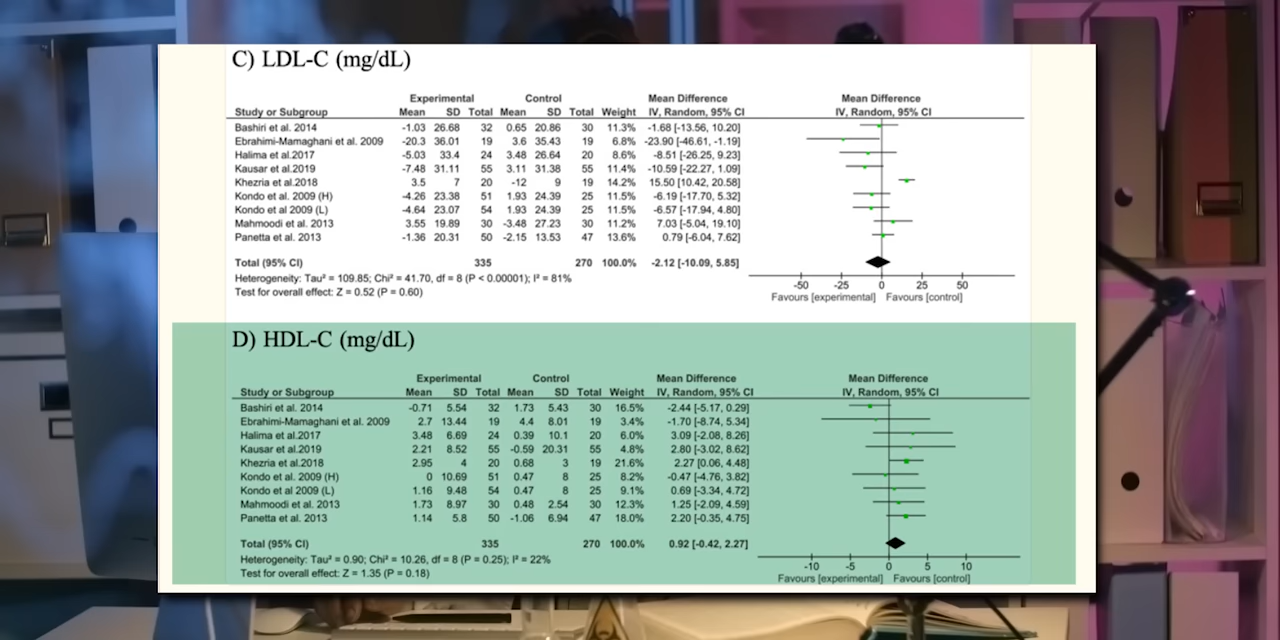 C) LDL-C (mg/dL)
Experimental Control Mean Difference Mean Difference
Study or Subgroup Mean SD Total Mean SD Total Weight IV, Random, 95% CI IV, Random, 95% CI
Bashiri et al. 2014 -1.03 26.68 32 0.65 20.86 30 11.3% -1.68 [-13.56, 10.20]
Ebrahimi-Mamaghani et al. 2009 -20.3 36.01 19 3.6 35.43 19 6.8% -23.90 [-46.61, -1.19]
Halima et al.2017 -5.03 33.4 24 3.48 26.64 20 8.6% -8.51 [-26.25, 9.23]
Kausar et al.2019 -7.48 31.11 55 3.11 31.38 55 11.4% -10.59 [-22.27, 1.09]
Khezria et al.2018 3.5 7 20 -12 9 19 14.2% 15.50 [10.42, 20.58]
Kondo et al. 2009 (H) -4.26 23.38 51 1.93 24.39 25 11.5% -6.19 [-17.70, 5.32]
Kondo et al 2009 (L) -4.64 23.07 54 1.93 24.39 25 11.5% -6.57 [-17.94, 4.80]
Mahmoodi et al. 2013 3.55 19.89 30 -3.48 27.23 30 11.2% 7.03 [-5.04, 19.10]
Panetta et al. 2013 -1.36 20.31 50 -2.15 13.53 47 13.6% 0.79 [-6.04, 7.62]
Total (95% CI) 335 270 100.0% -2.12 [-10.09, 5.85]
Heterogeneity: Tau² = 109.85; Chi² = 41.70, df = 8 (P < 0.00001); I² = 81%
Test for overall effect: Z = 0.52 (P = 0.60)
-50 -25 0 25 50
Favours [experimental] Favours [control]
D) HDL-C (mg/dL)
Experimental Control Mean Difference Mean Difference
Study or Subgroup Mean SD Total Mean SD Total Weight IV, Random, 95% CI IV, Random, 95% CI
Bashiri et al. 2014 -0.71 5.54 32 1.73 5.43 30 16.5% -2.44 [-5.17, 0.29]
Ebrahimi-Mamaghani et al. 2009 2.7 13.44 19 4.4 8.01 19 3.4% -1.70 [-8.74, 5.34]
Halima et al.2017 3.48 6.69 24 0.39 10.1 20 6.0% 3.09 [-2.08, 8.26]
Kausar et al.2019 2.21 8.52 55 -0.59 20.31 55 4.8% 2.80 [-3.02, 8.62]
Khezria et al.2018 2.95 4 20 0.68 3 19 21.6% 2.27 [0.06, 4.48]
Kondo et al. 2009 (H) 0 10.69 51 0.47 8 25 8.2% -0.47 [-4.76, 3.82]
Kondo et al 2009 (L) 1.16 9.48 54 0.47 8 25 9.1% 0.69 [-3.34, 4.72]
Mahmoodi et al. 2013 1.73 8.97 30 0.48 2.54 30 12.3% 1.25 [-2.09, 4.59]
Panetta et al. 2013 1.14 5.8 50 -1.06 6.94 47 18.0% 2.20 [-0.35, 4.75]
Total (95% CI) 335 270 100.0% 0.92 [-0.42, 2.27]
Heterogeneity: Tau² = 0.90; Chi² = 10.26, df = 8 (P = 0.25); I² = 22%
Test for overall effect: Z = 1.35 (P = 0.18)
-10 -5 0 5 10
Favours [experimental] Favours [control]